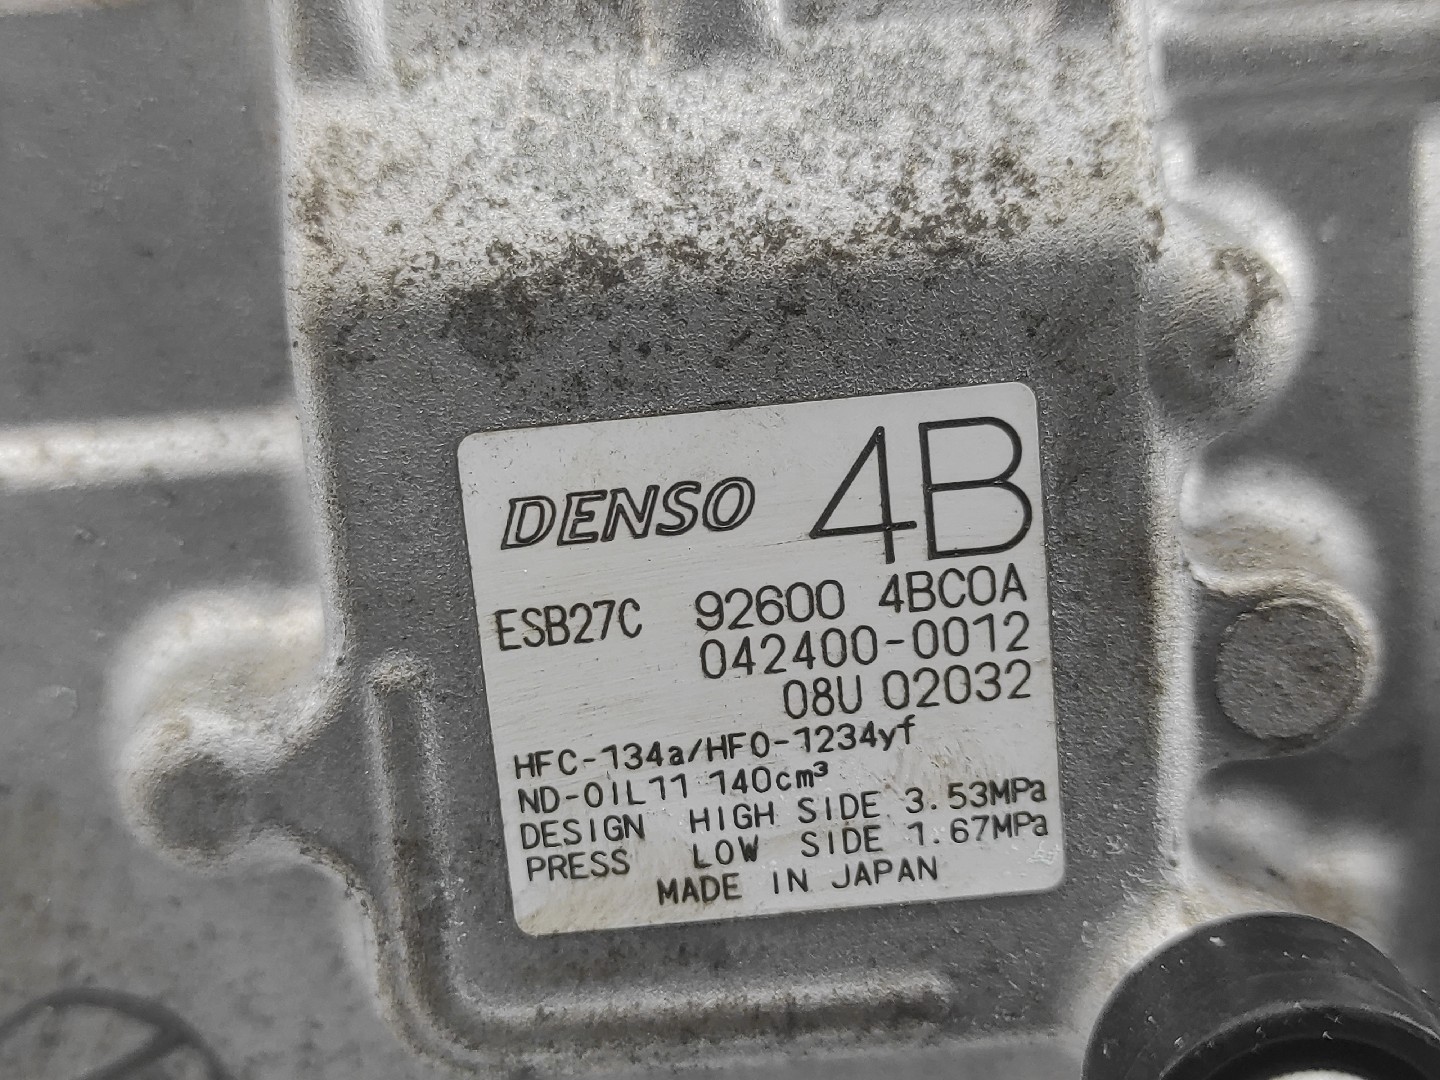 DENSO 4B
ESB27C 92600 4BC0A
042400-0012
08U 02032
HFC-134a/HFO-1234yf
ND-OIL11 140cm³
DESIGN HIGH SIDE 3.53MPa
PRESS LOW SIDE 1.67MPa
MADE IN JAPAN